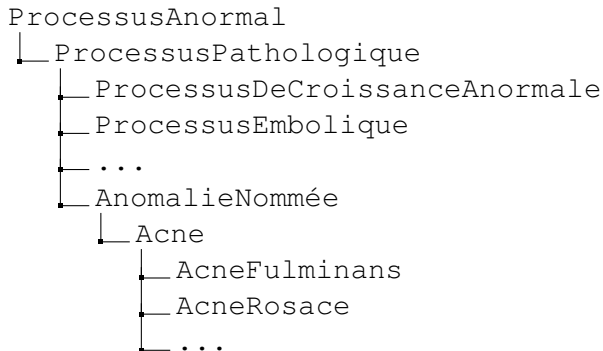 ProcessusAnormal
ProcessusPathologique
ProcessusDeCroissanceAnormale
ProcessusEmbolique
...
AnomalieNommée
Acne
AcneFulminans
AcneRosace
...